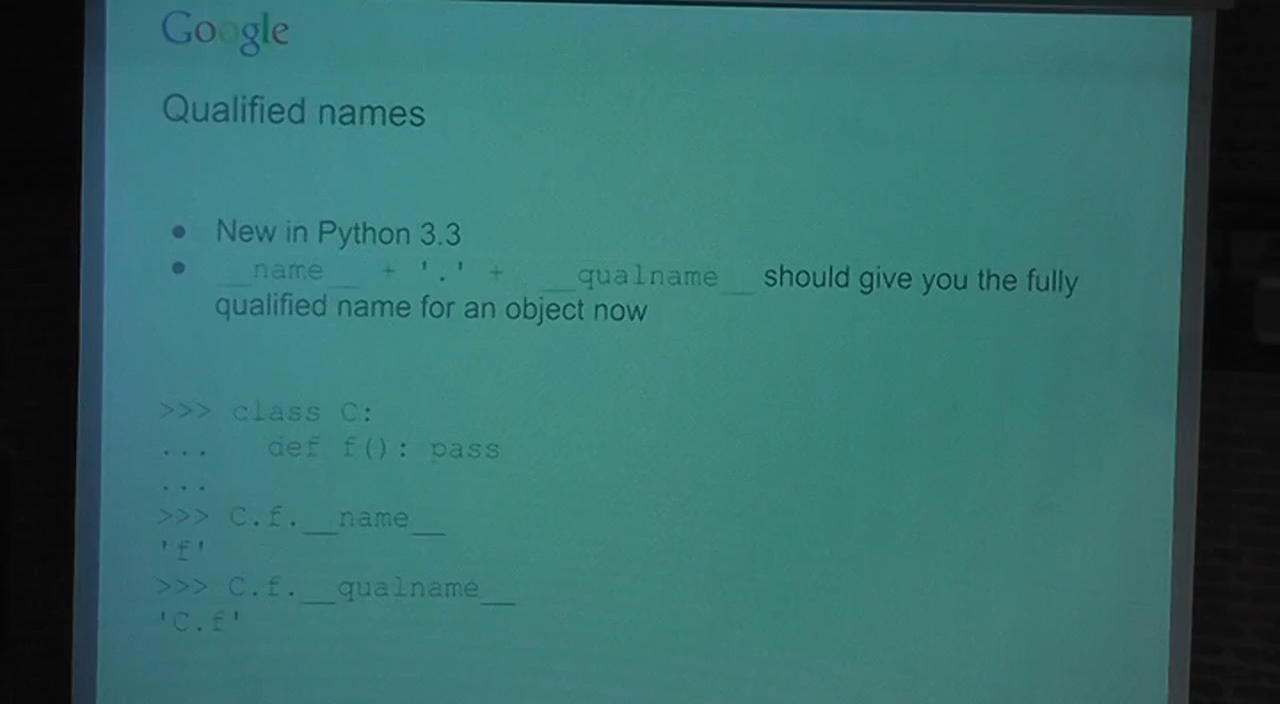 Google
Qualified names
● New in Python 3.3
● __name__ + '.' + __qualname__ should give you the fully
qualified name for an object now
>>> class C:
...   def f(): pass
...
>>> C.f.__name__
'f'
>>> C.f.__qualname__
'C.f'